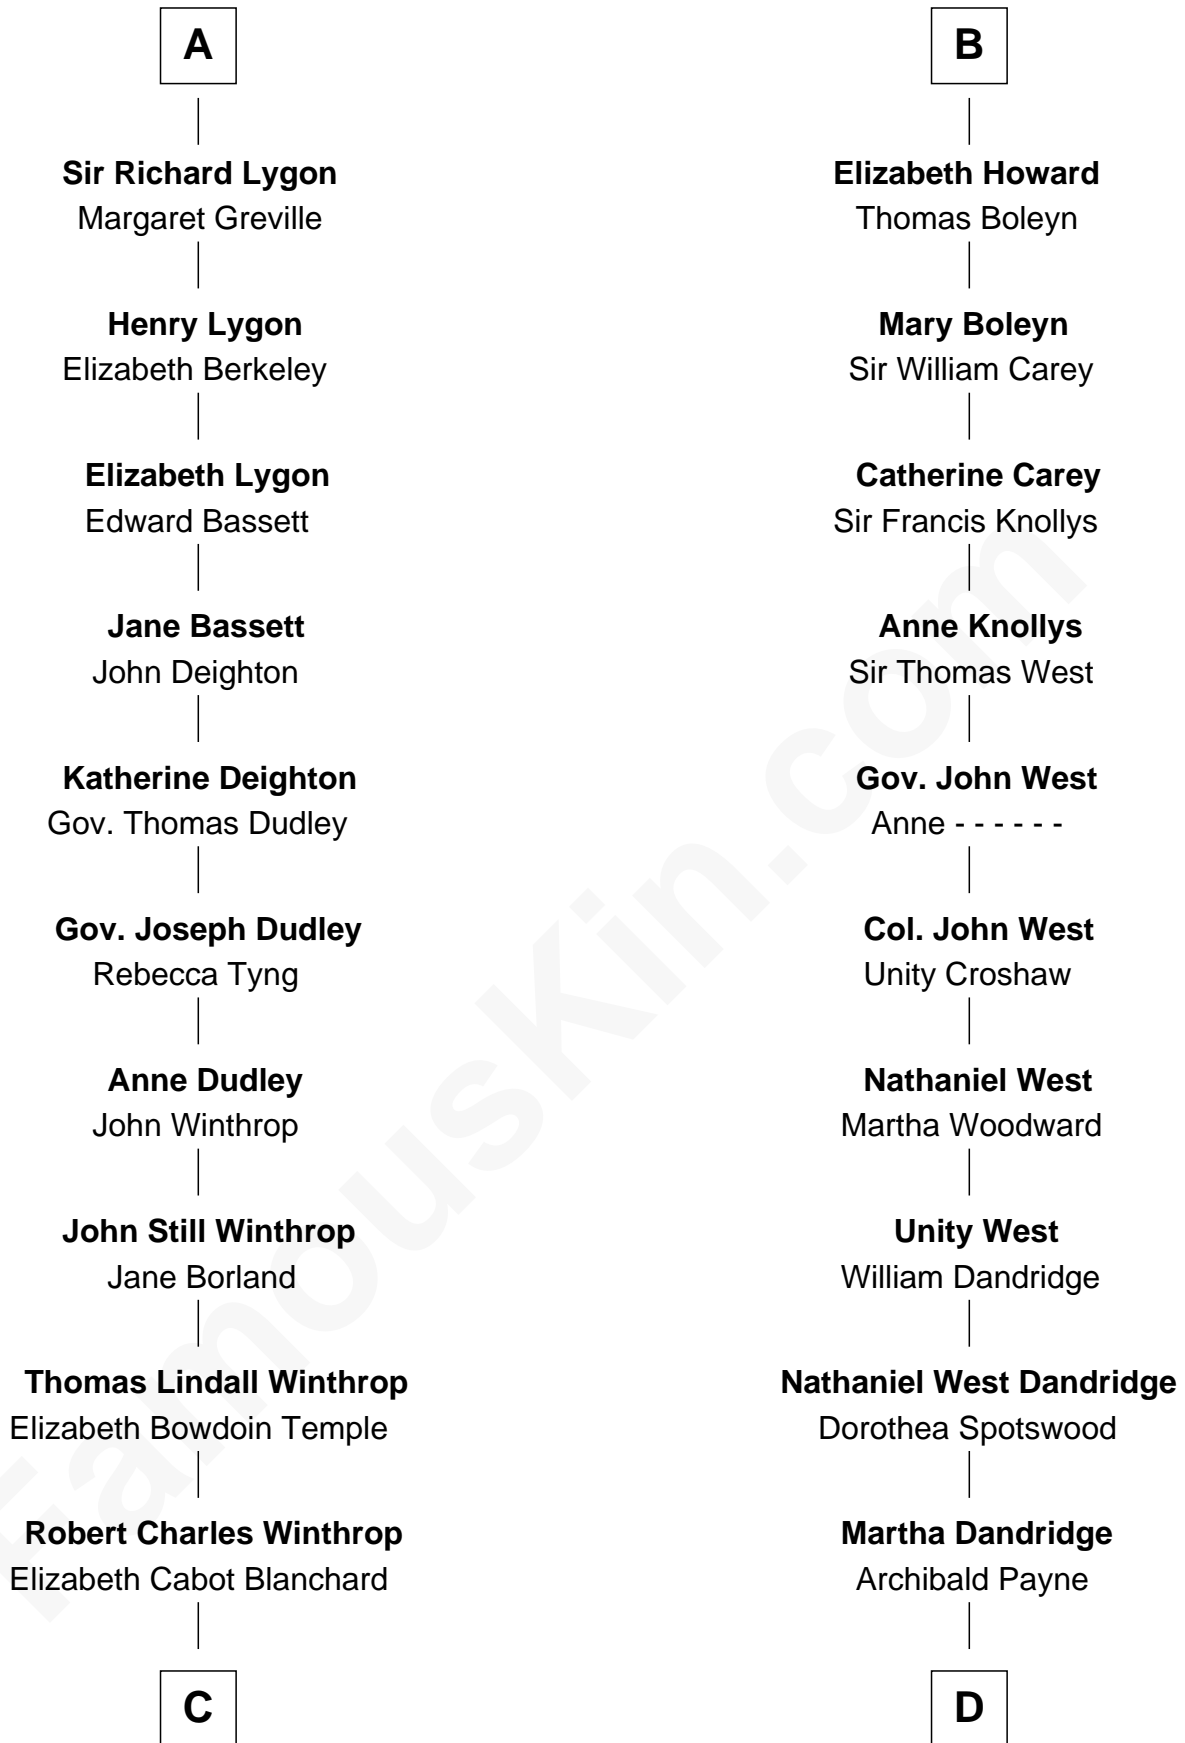 A
Sir Richard Lygon
Margaret Greville
Henry Lygon
Elizabeth Berkeley
Elizabeth Lygon
Edward Bassett
Jane Bassett
John Deighton
Katherine Deighton
Gov. Thomas Dudley
Gov. Joseph Dudley
Rebecca Tyng
Anne Dudley
John Winthrop
John Still Winthrop
Jane Borland
Thomas Lindall Winthrop
Elizabeth Bowdoin Temple
Robert Charles Winthrop
Elizabeth Cabot Blanchard
C
B
Elizabeth Howard
Thomas Boleyn
Mary Boleyn
Sir William Carey
Catherine Carey
Sir Francis Knollys
Anne Knollys
Sir Thomas West
Gov. John West
Anne - - - - - -
Col. John West
Unity Croshaw
Nathaniel West
Martha Woodward
Unity West
William Dandridge
Nathaniel West Dandridge
Dorothea Spotswood
Martha Dandridge
Archibald Payne
D
FamousKin.com